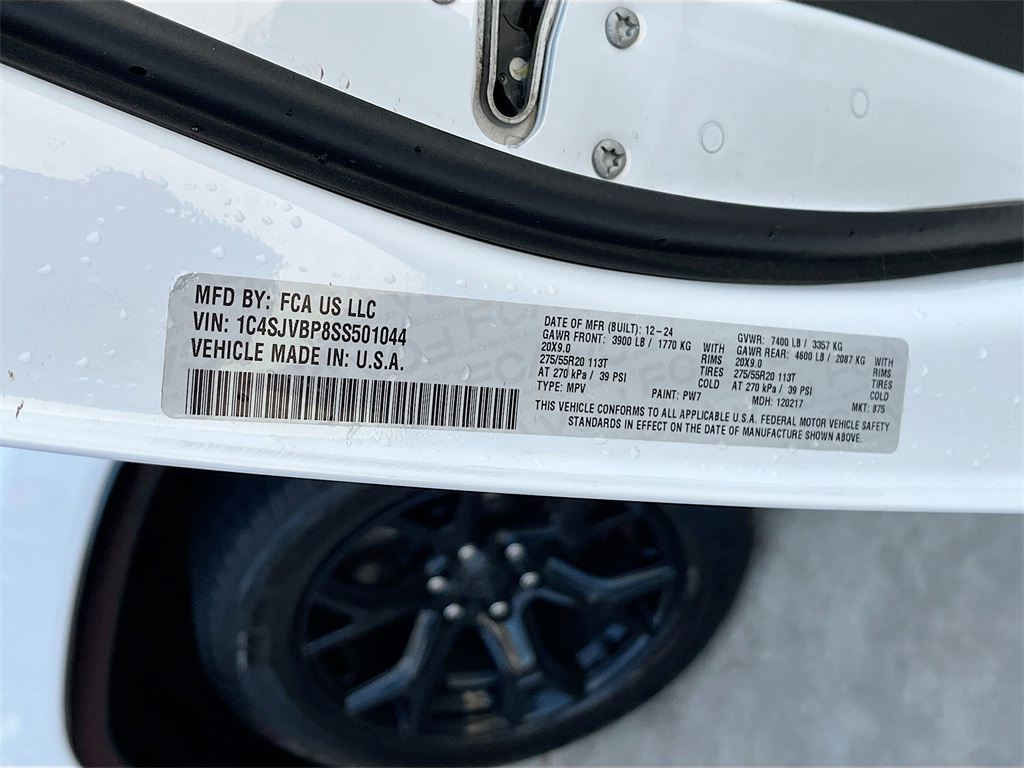 MFD BY: FCA US LLC
VIN: 1C4SJVBP8SS501044
VEHICLE MADE IN: U.S.A.
DATE OF MFR (BUILT): 12-24
GAWR FRONT: 3900 LB / 1770 KG WITH
20X9.0 RIMS
275/55R20 113T TIRES
AT 270 kPa / 39 PSI COLD
TYPE: MPV PAINT: PW7
GVWR: 7400 LB / 3357 KG
GAWR REAR: 4600 LB / 2087 KG WITH
20X9.0 RIMS
275/55R20 113T TIRES
AT 270 kPa / 39 PSI COLD
MDH: 120217 MKT: 875
THIS VEHICLE CONFORMS TO ALL APPLICABLE U.S.A. FEDERAL MOTOR VEHICLE SAFETY
STANDARDS IN EFFECT ON THE DATE OF MANUFACTURE SHOWN ABOVE.